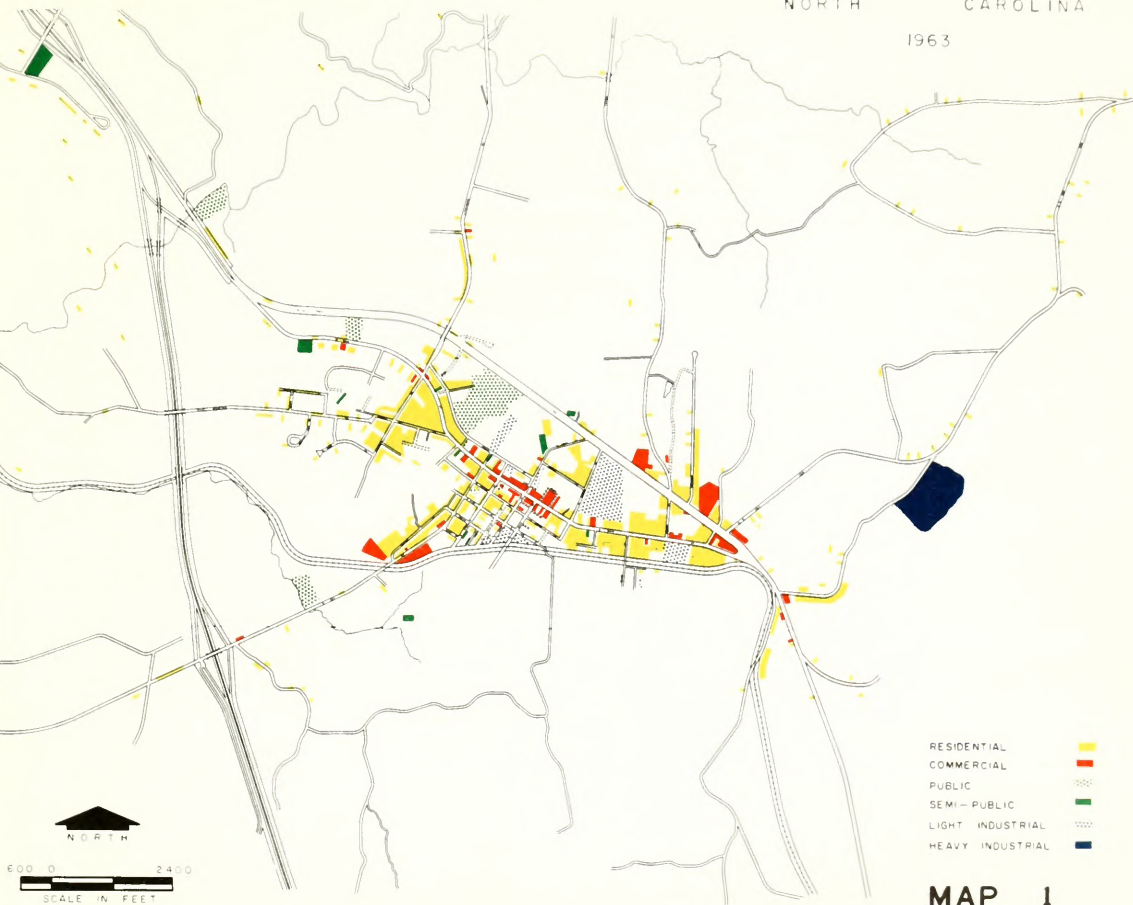 NORTH CAROLINA
1963
RESIDENTIAL
COMMERCIAL
PUBLIC
SEMI-PUBLIC
LIGHT INDUSTRIAL
HEAVY INDUSTRIAL
NORTH
600 0 2400
SCALE IN FEET
MAP 1